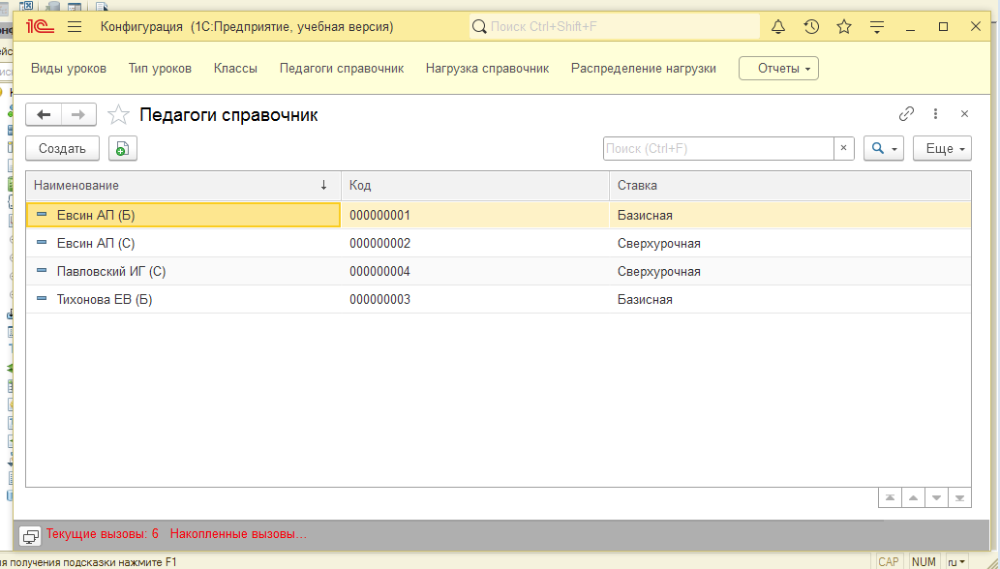 1С Конфигурация (1С:Предприятие, учебная версия) Поиск Ctrl+Shift+F
Виды уроков Тип уроков Классы Педагоги справочник Нагрузка справочник Распределение нагрузки Отчеты
Педагоги справочник
Создать Поиск (Ctrl+F) × Еще
Наименование ↓ Код Ставка
Евсин АП (Б) 000000001 Базисная
Евсин АП (С) 000000002 Сверхурочная
Павловский ИГ (С) 000000004 Сверхурочная
Тихонова ЕВ (Б) 000000003 Базисная
Текущие вызовы: 6 Накопленные вызовы...
я получения подсказки нажмите F1 CAP NUM ru